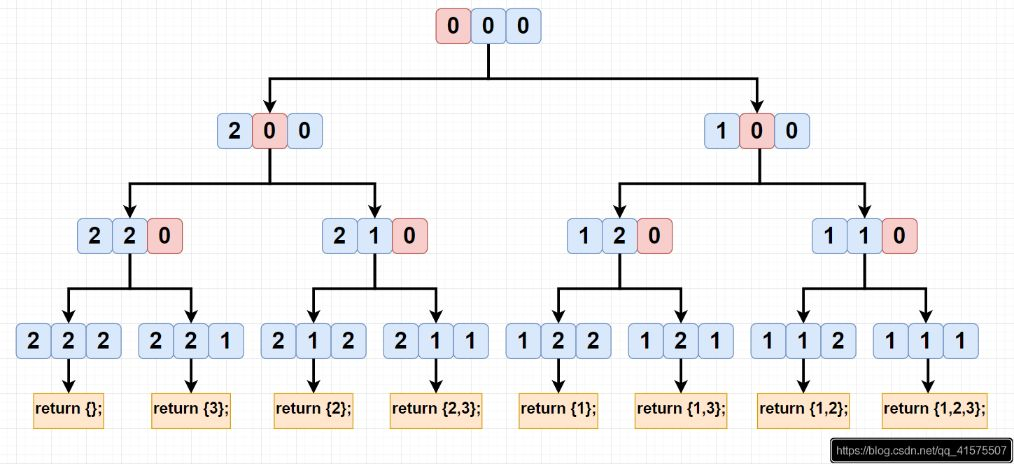 0 0 0
2 0 0 1 0 0
2 2 0 2 1 0 1 2 0 1 1 0
2 2 2 2 2 1 2 1 2 2 1 1 1 2 2 1 2 1 1 1 2 1 1 1
return {}; return {3}; return {2}; return {2,3}; return {1}; return {1,3}; return {1,2}; return {1,2,3};
https://blog.csdn.net/qq_41575507